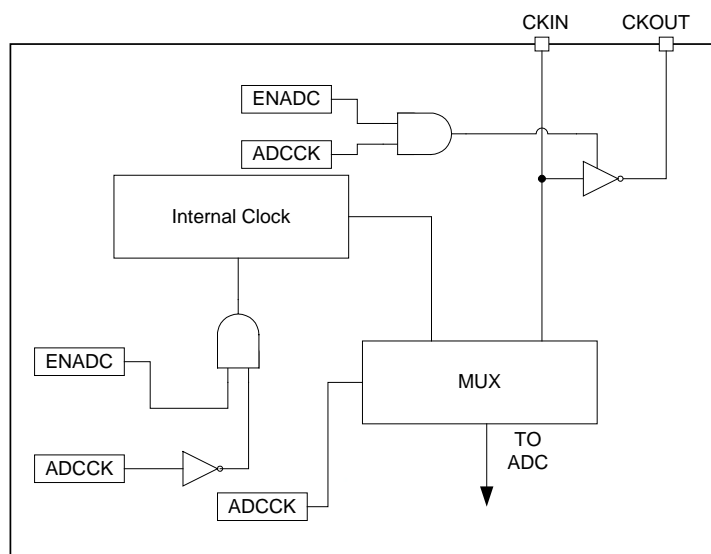 CKIN CKOUT
ENADC
ADCCK
Internal Clock
ENADC
MUX
TO
ADC
ADCCK
ADCCK